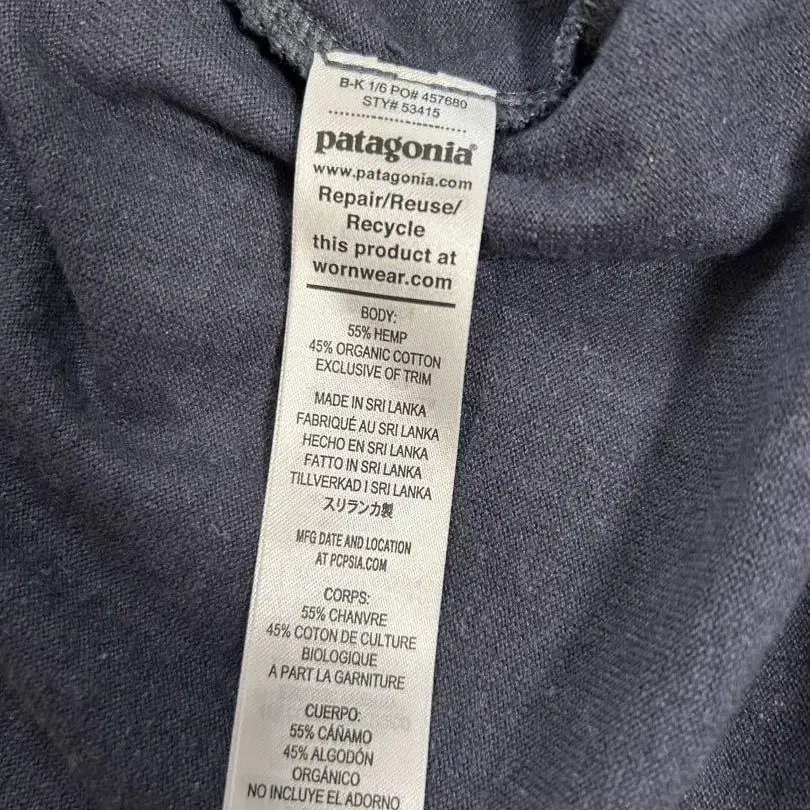 B-K 1/6 PO# 457680
STY# 53415
patagonia®
www.patagonia.com
Repair/Reuse/
Recycle
this product at
wornwear.com
BODY:
55% HEMP
45% ORGANIC COTTON
EXCLUSIVE OF TRIM
MADE IN SRI LANKA
FABRIQUÉ AU SRI LANKA
HECHO EN SRI LANKA
FATTO IN SRI LANKA
TILLVERKAD I SRI LANKA
スリランカ製
MFG DATE AND LOCATION
AT PCPSIA.COM
CORPS:
55% CHANVRE
45% COTON DE CULTURE
BIOLOGIQUE
A PART LA GARNITURE
CUERPO:
55% CÁÑAMO
45% ALGODÓN
ORGÁNICO
NO INCLUYE EL ADORNO